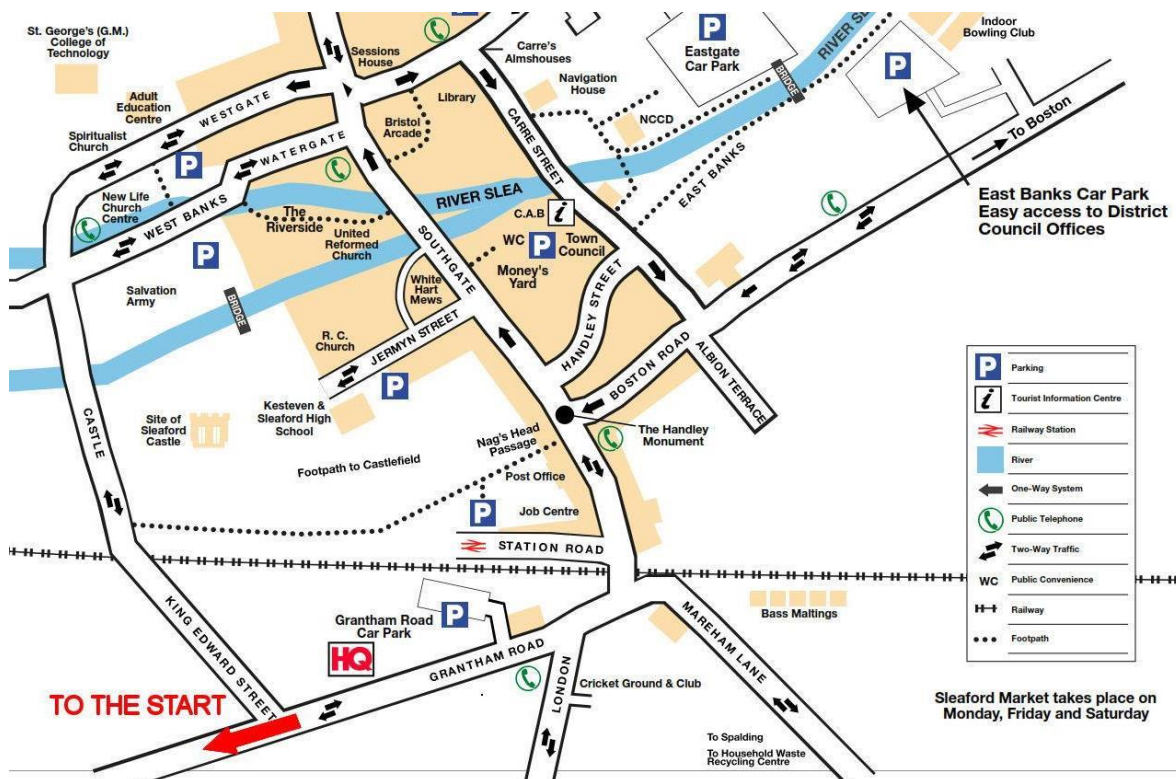 St. George's (G.M.)
College of
Technology
Sessions
House
Carre's
Almshouses
Eastgate
Car Park
RIVER SLEA
Indoor
Bowling Club
P
P
P
BRIDGE
Navigation
House
Library
Adult
Education
Centre
WESTGATE
Spiritualist
Church
Bristol
Arcade
CARRE STREET
NCCD
To Boston
WATERGATE
P
EAST BANKS
New Life
Church
Centre
WEST BANKS
RIVER SLEA
C.A.B
i
East Banks Car Park
Easy access to District
Council Offices
The
Riverside
United
Reformed
Church
SOUTHGATE
WC
P
Town
Council
Money's
Yard
P
Salvation
Army
BRIDGE
White
Hart
Mews
HANDLEY STREET
R. C.
Church
JERMYN STREET
BOSTON ROAD
ALBION TERRACE
P
Kesteven &
Sleaford High
School
CASTLE
Site of
Sleaford
Castle
The Handley
Monument
Nag's Head
Passage
Footpath to Castlefield
Post Office
P
Job Centre
STATION ROAD
P
Parking
i
Tourist Information Centre
Railway Station
River
One-Way System
Public Telephone
Two-Way Traffic
WC
Public Convenience
Railway
Footpath
KING EDWARD STREET
Grantham Road
Car Park
P
HQ
GRANTHAM ROAD
MAREHAM LANE
Bass Maltings
LONDON
Cricket Ground & Club
TO THE START
Sleaford Market takes place on
Monday, Friday and Saturday
To Spalding
To Household Waste
Recycling Centre